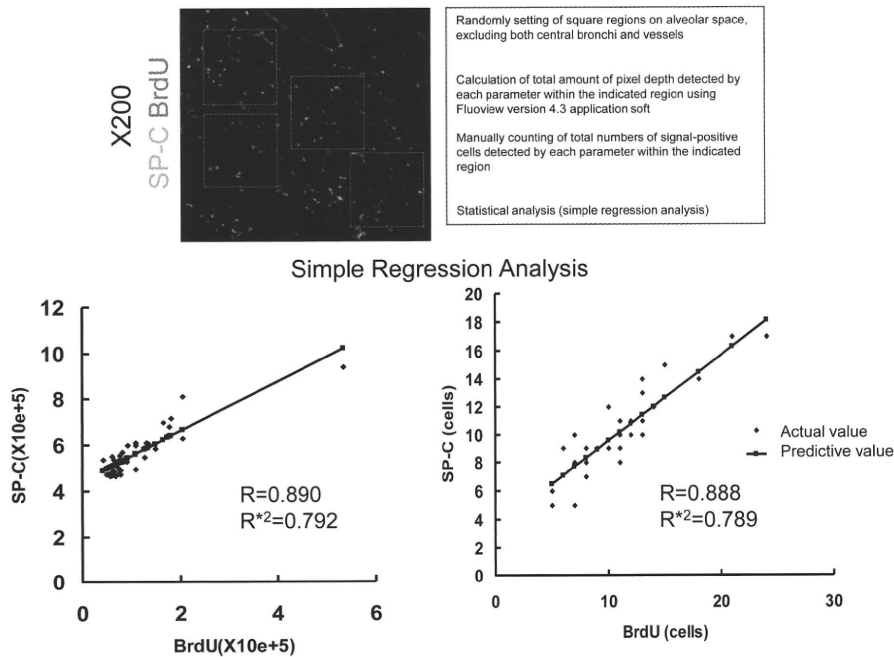 X200
SP-C BrdU
Randomly setting of square regions on alveolar space,
excluding both central bronchi and vessels
Calculation of total amount of pixel depth detected by
each parameter within the indicated region using
Fluoview version 4.3 application soft
Manually counting of total numbers of signal-positive
cells detected by each parameter within the indicated
region
Statistical analysis (simple regression analysis)
Simple Regression Analysis
12
10
8
6
4
2
0
SP-C(X10e+5)
R=0.890
R*2=0.792
0 2 4 6
BrdU(X10e+5)
20
18
16
14
12
10
8
6
4
2
0
SP-C (cells)
R=0.888
R*2=0.789
0 10 20 30
BrdU (cells)
Actual value
Predictive value